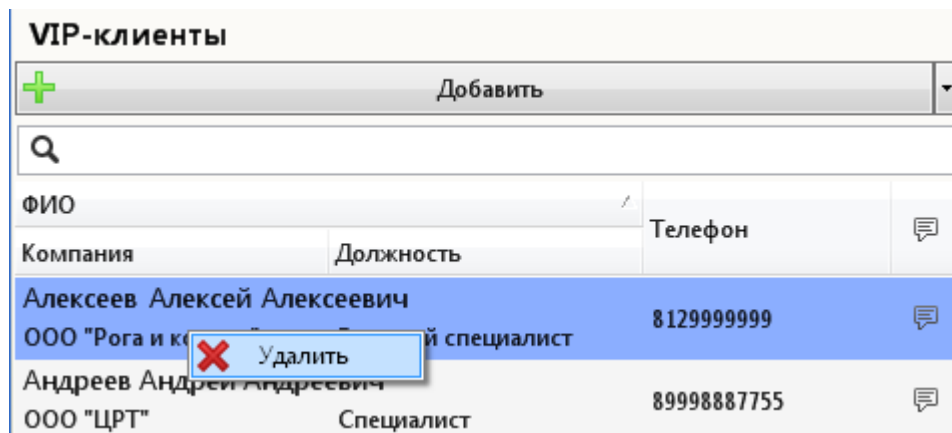 VIP-клиенты
Добавить
ФИО
Телефон
Компания Должность
Алексеев Алексей Алексеевич
8129999999
ООО "Рога и й специалист
Удалить
Андреев Андрей Андреевич
89998887755
ООО "ЦРТ" Специалист